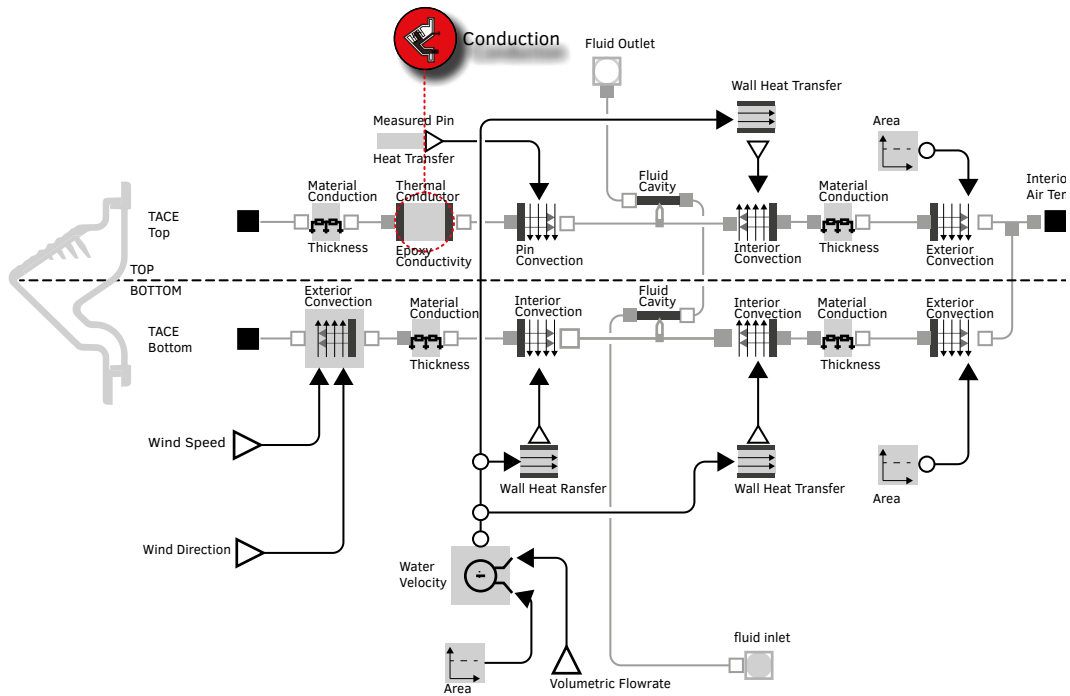 Conduction
Fluid Outlet
Wall Heat Transfer
Measured Pin
Heat Transfer
Area
Material
Conduction
Thickness
Thermal
Conductor
Epoxy
Conductivity
Pin
Convection
Fluid
Cavity
Interior
Convection
Material
Conduction
Thickness
Exterior
Convection
Interior
Air Tem
TACE
Top
TOP
BOTTOM
TACE
Bottom
Exterior
Convection
Material
Conduction
Thickness
Interior
Convection
Fluid
Cavity
Interior
Convection
Material
Conduction
Thickness
Exterior
Convection
Wind Speed
Wall Heat Ransfer
Wall Heat Transfer
Area
Wind Direction
Water
Velocity
Area
Volumetric Flowrate
fluid inlet